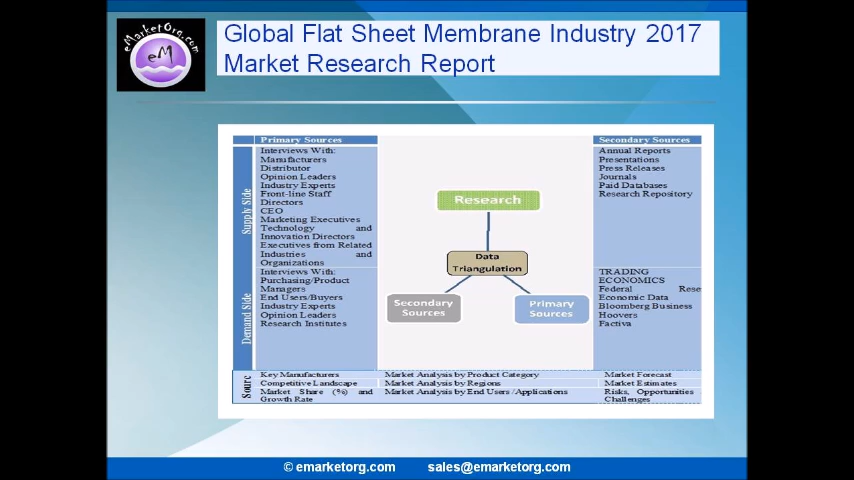 eMarketOrg.com
eM
Global Flat Sheet Membrane Industry 2017
Market Research Report
Primary Sources
Secondary Sources
Supply Side
Interviews With:
Manufacturers
Distributor
Opinion Leaders
Industry Experts
Front-line Staff
Directors
CEO
Marketing Executives
Technology and
Innovation Directors
Executives from Related
Industries and
Organizations
Annual Reports
Presentations
Press Releases
Journals
Paid Databases
Research Repository
Research
Data
Triangulation
Secondary
Sources
Primary
Sources
Demand Side
Interviews With:
Purchasing/Product
Managers
End Users/Buyers
Industry Experts
Opinion Leaders
Research Institutes
TRADING
ECONOMICS
Federal Rese
Economic Data
Bloomberg Business
Hoovers
Factiva
Sourc
Key Manufacturers
Competitive Landscape
Market Share (%) and
Growth Rate
Market Analysis by Product Category
Market Analysis by Regions
Market Analysis by End Users /Applications
Market Forecast
Market Estimates
Risks, Opportunities
Challenges
© emarketorg.com sales@emarketorg.com